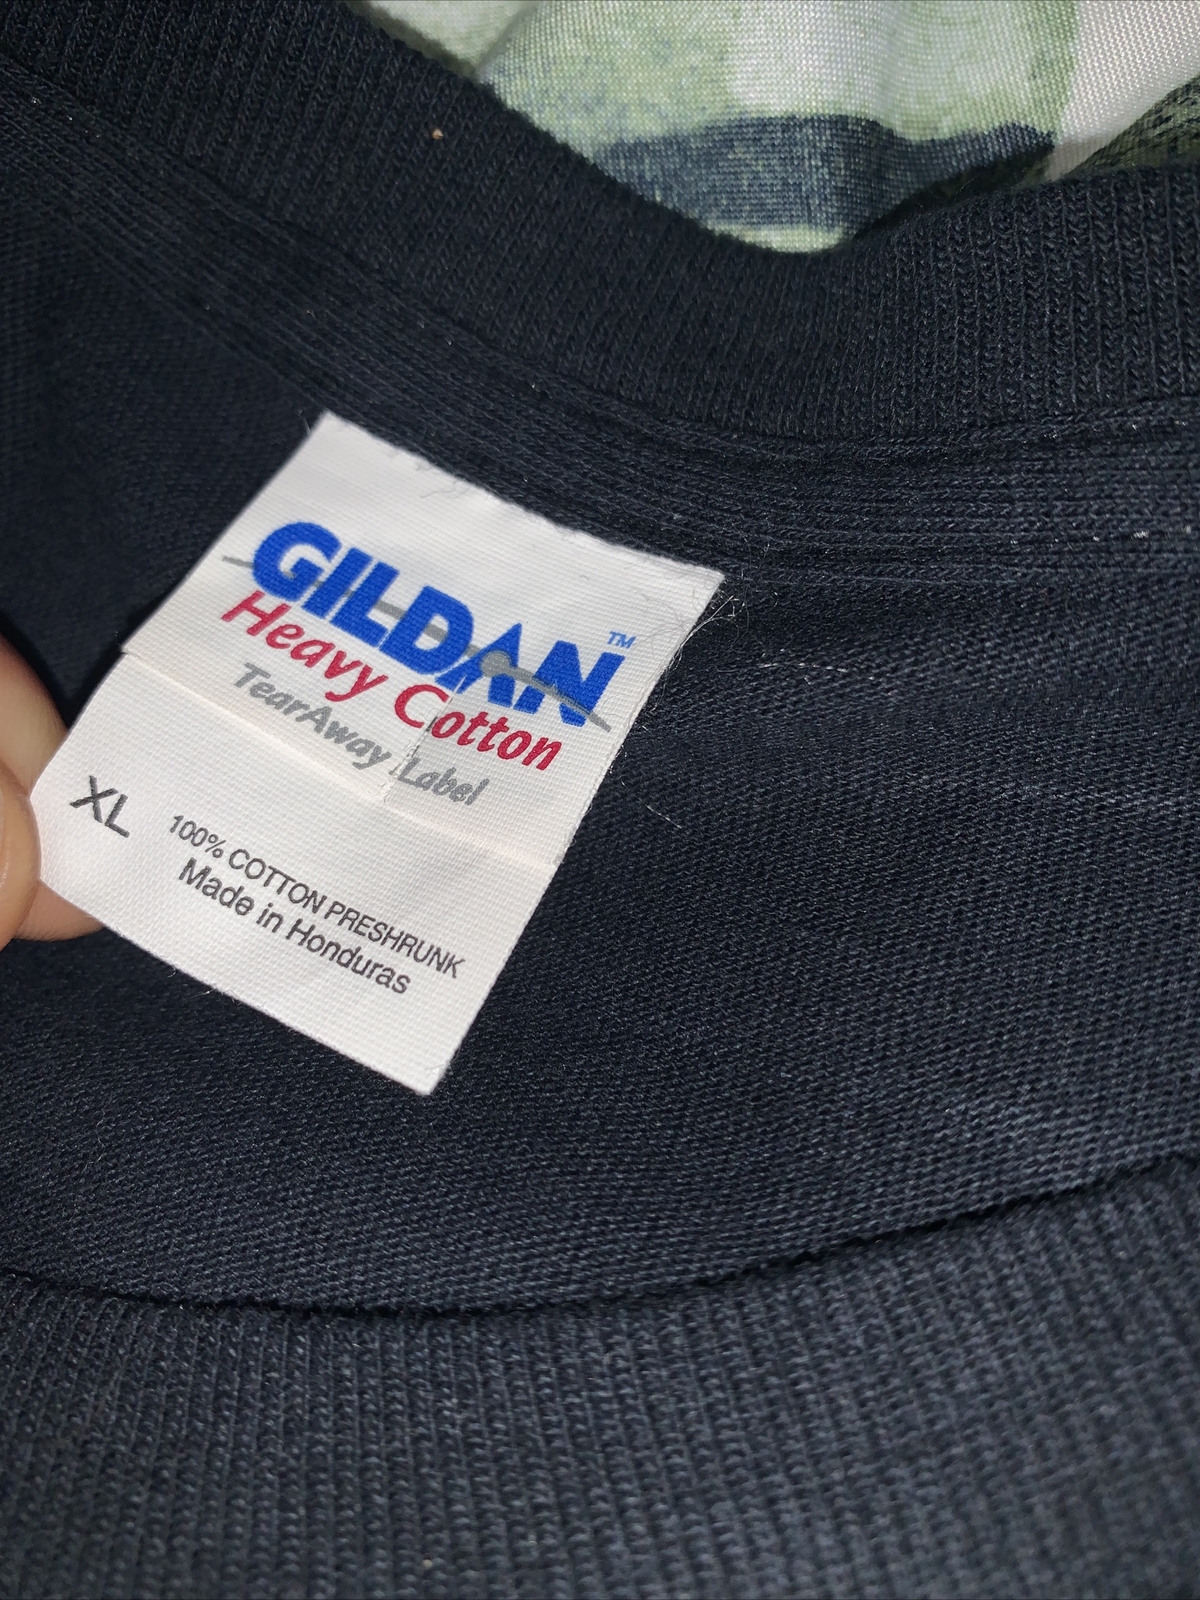 GILDAN™
Heavy Cotton
TearAway Label
XL
100% COTTON PRESHRUNK
Made in Honduras